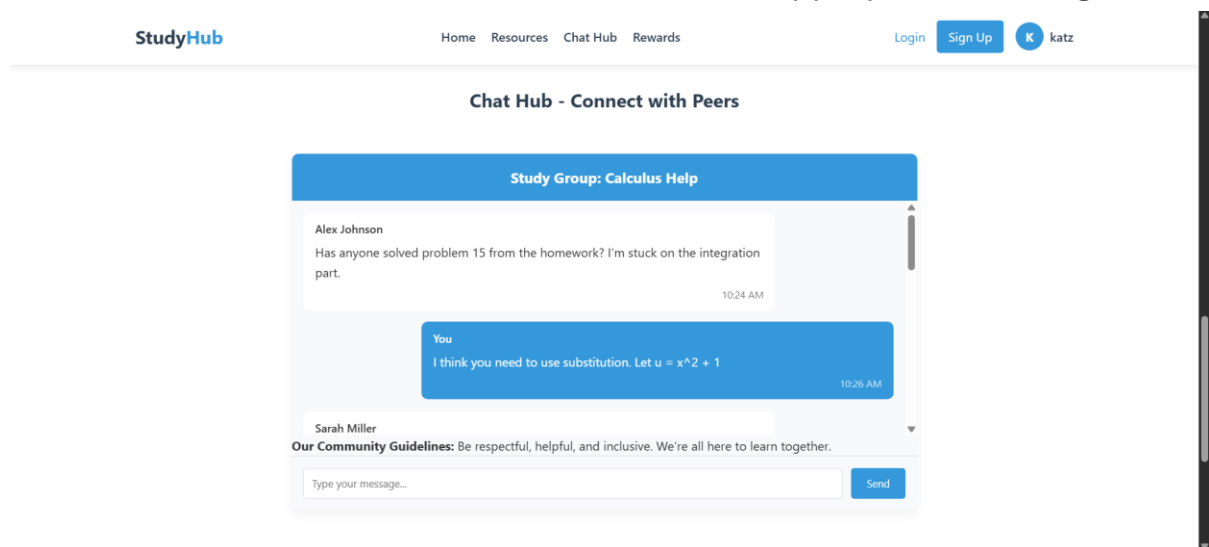 StudyHub
Home Resources Chat Hub Rewards
Login Sign Up K katz
Chat Hub - Connect with Peers
Study Group: Calculus Help
Alex Johnson
Has anyone solved problem 15 from the homework? I'm stuck on the integration
part.
10:24 AM
You
I think you need to use substitution. Let u = x^2 + 1
10:26 AM
Sarah Miller
Our Community Guidelines: Be respectful, helpful, and inclusive. We're all here to learn together.
Type your message...
Send